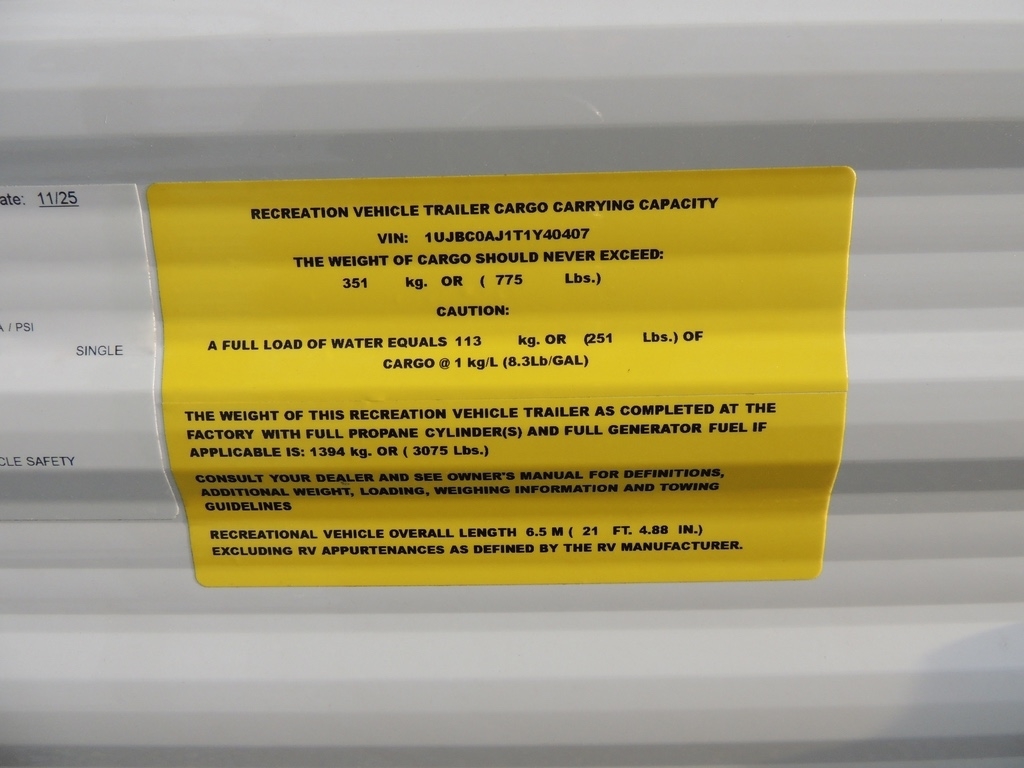 ate: 11/25
/ PSI
SINGLE
CLE SAFETY
RECREATION VEHICLE TRAILER CARGO CARRYING CAPACITY
VIN: 1UJBC0AJ1T1Y40407
THE WEIGHT OF CARGO SHOULD NEVER EXCEED:
351 kg. OR ( 775 Lbs.)
CAUTION:
A FULL LOAD OF WATER EQUALS 113 kg. OR (251 Lbs.) OF
CARGO @ 1 kg/L (8.3Lb/GAL)
THE WEIGHT OF THIS RECREATION VEHICLE TRAILER AS COMPLETED AT THE
FACTORY WITH FULL PROPANE CYLINDER(S) AND FULL GENERATOR FUEL IF
APPLICABLE IS: 1394 kg. OR ( 3075 Lbs.)
CONSULT YOUR DEALER AND SEE OWNER'S MANUAL FOR DEFINITIONS,
ADDITIONAL WEIGHT, LOADING, WEIGHING INFORMATION AND TOWING
GUIDELINES
RECREATIONAL VEHICLE OVERALL LENGTH 6.5 M ( 21 FT. 4.88 IN.)
EXCLUDING RV APPURTENANCES AS DEFINED BY THE RV MANUFACTURER.